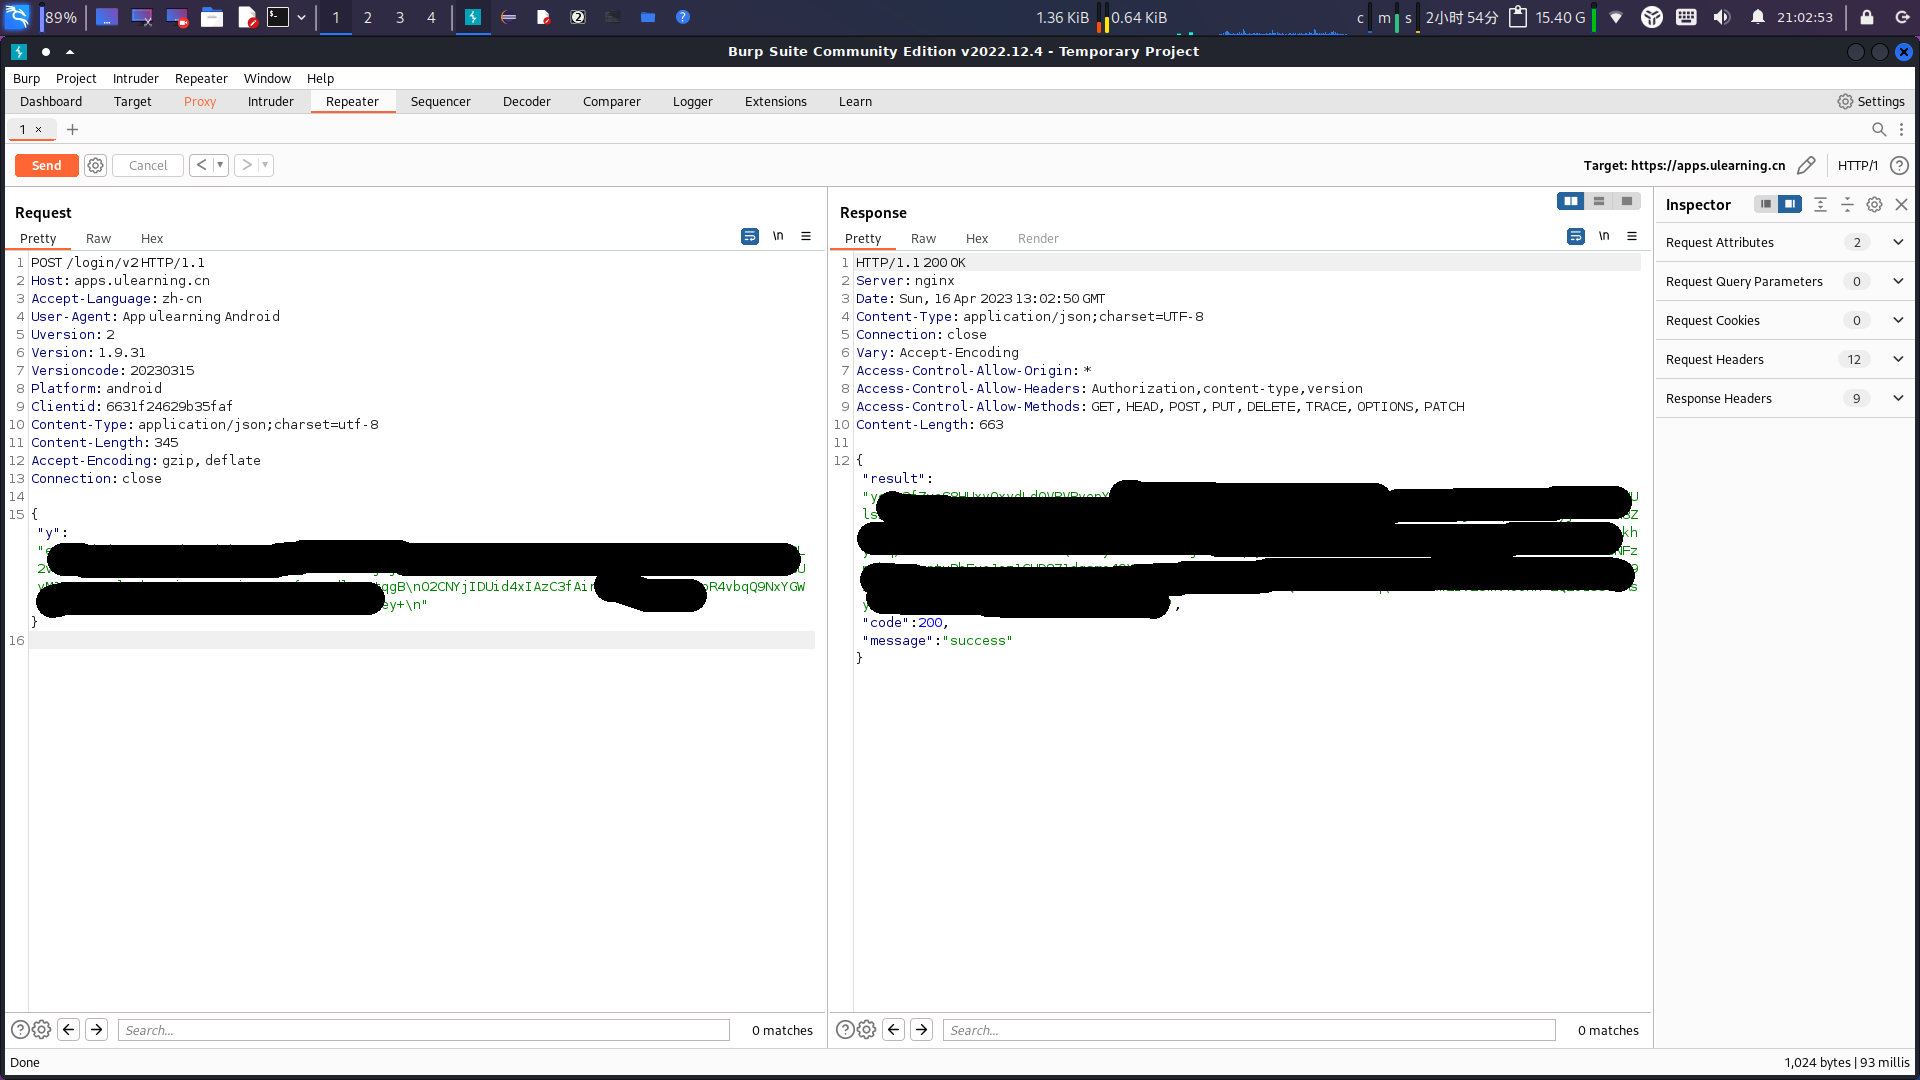 89%
1 2 3 4
1.36 KiB 0.64 KiB
c m s 2小时 54分 15.40 G 21:02:53
Burp Suite Community Edition v2022.12.4 - Temporary Project
Burp Project Intruder Repeater Window Help
Dashboard Target Proxy Intruder Repeater Sequencer Decoder Comparer Logger Extensions Learn Settings
1 × +
Send Cancel < >
Target: https://apps.ulearning.cn HTTP/1
Request
Pretty Raw Hex \n
1 POST /login/v2 HTTP/1.1
2 Host: apps.ulearning.cn
3 Accept-Language: zh-cn
4 User-Agent: App ulearning Android
5 Uversion: 2
6 Version: 1.9.31
7 Versioncode: 20230315
8 Platform: android
9 Clientid: 6631f24629b35faf
10 Content-Type: application/json;charset=utf-8
11 Content-Length: 345
12 Accept-Encoding: gzip, deflate
13 Connection: close
14
15 {
"y":
qgB\nO2CNYjIDUid4xIAzC3fAi R4vbqQ9NxYGW
ey+\n"
}
16
Search... 0 matches
Response
Pretty Raw Hex Render \n
1 HTTP/1.1 200 OK
2 Server: nginx
3 Date: Sun, 16 Apr 2023 13:02:50 GMT
4 Content-Type: application/json;charset=UTF-8
5 Connection: close
6 Vary: Accept-Encoding
7 Access-Control-Allow-Origin: *
8 Access-Control-Allow-Headers: Authorization,content-type,version
9 Access-Control-Allow-Methods: GET, HEAD, POST, PUT, DELETE, TRACE, OPTIONS, PATCH
10 Content-Length: 663
11
12 {
"result":
,
"code":200,
"message":"success"
}
Search... 0 matches
Inspector
Request Attributes 2
Request Query Parameters 0
Request Cookies 0
Request Headers 12
Response Headers 9
Done 1,024 bytes | 93 millis